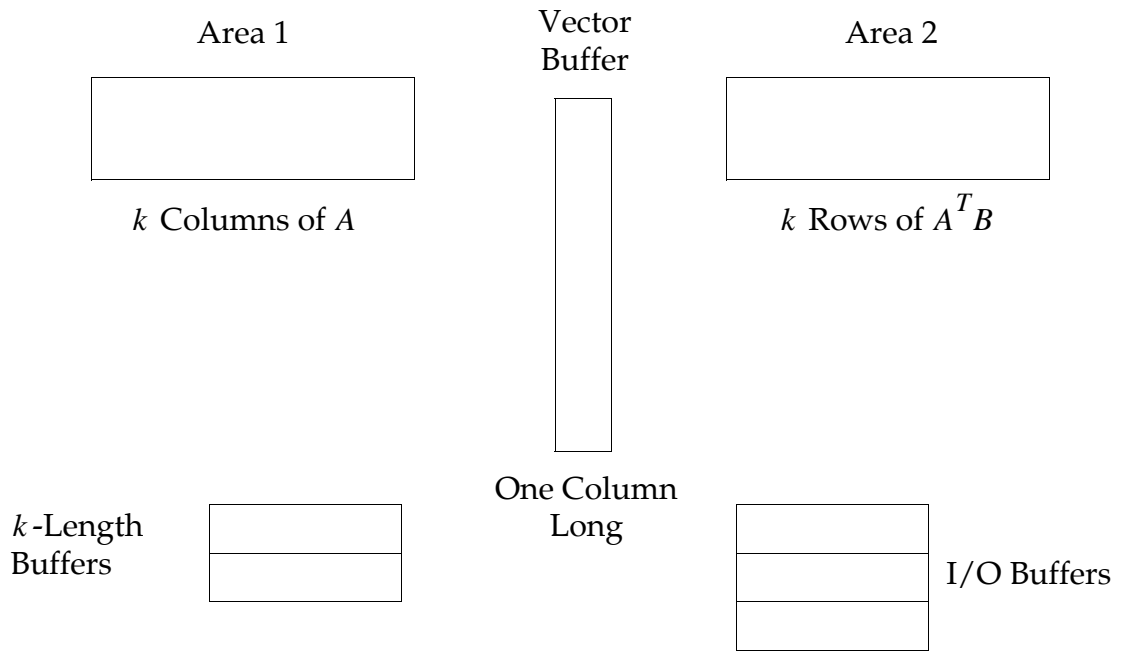 Area 1
Vector
Buffer
Area 2
k Columns of A
k Rows of A^T B
One Column
Long
k-Length
Buffers
I/O Buffers